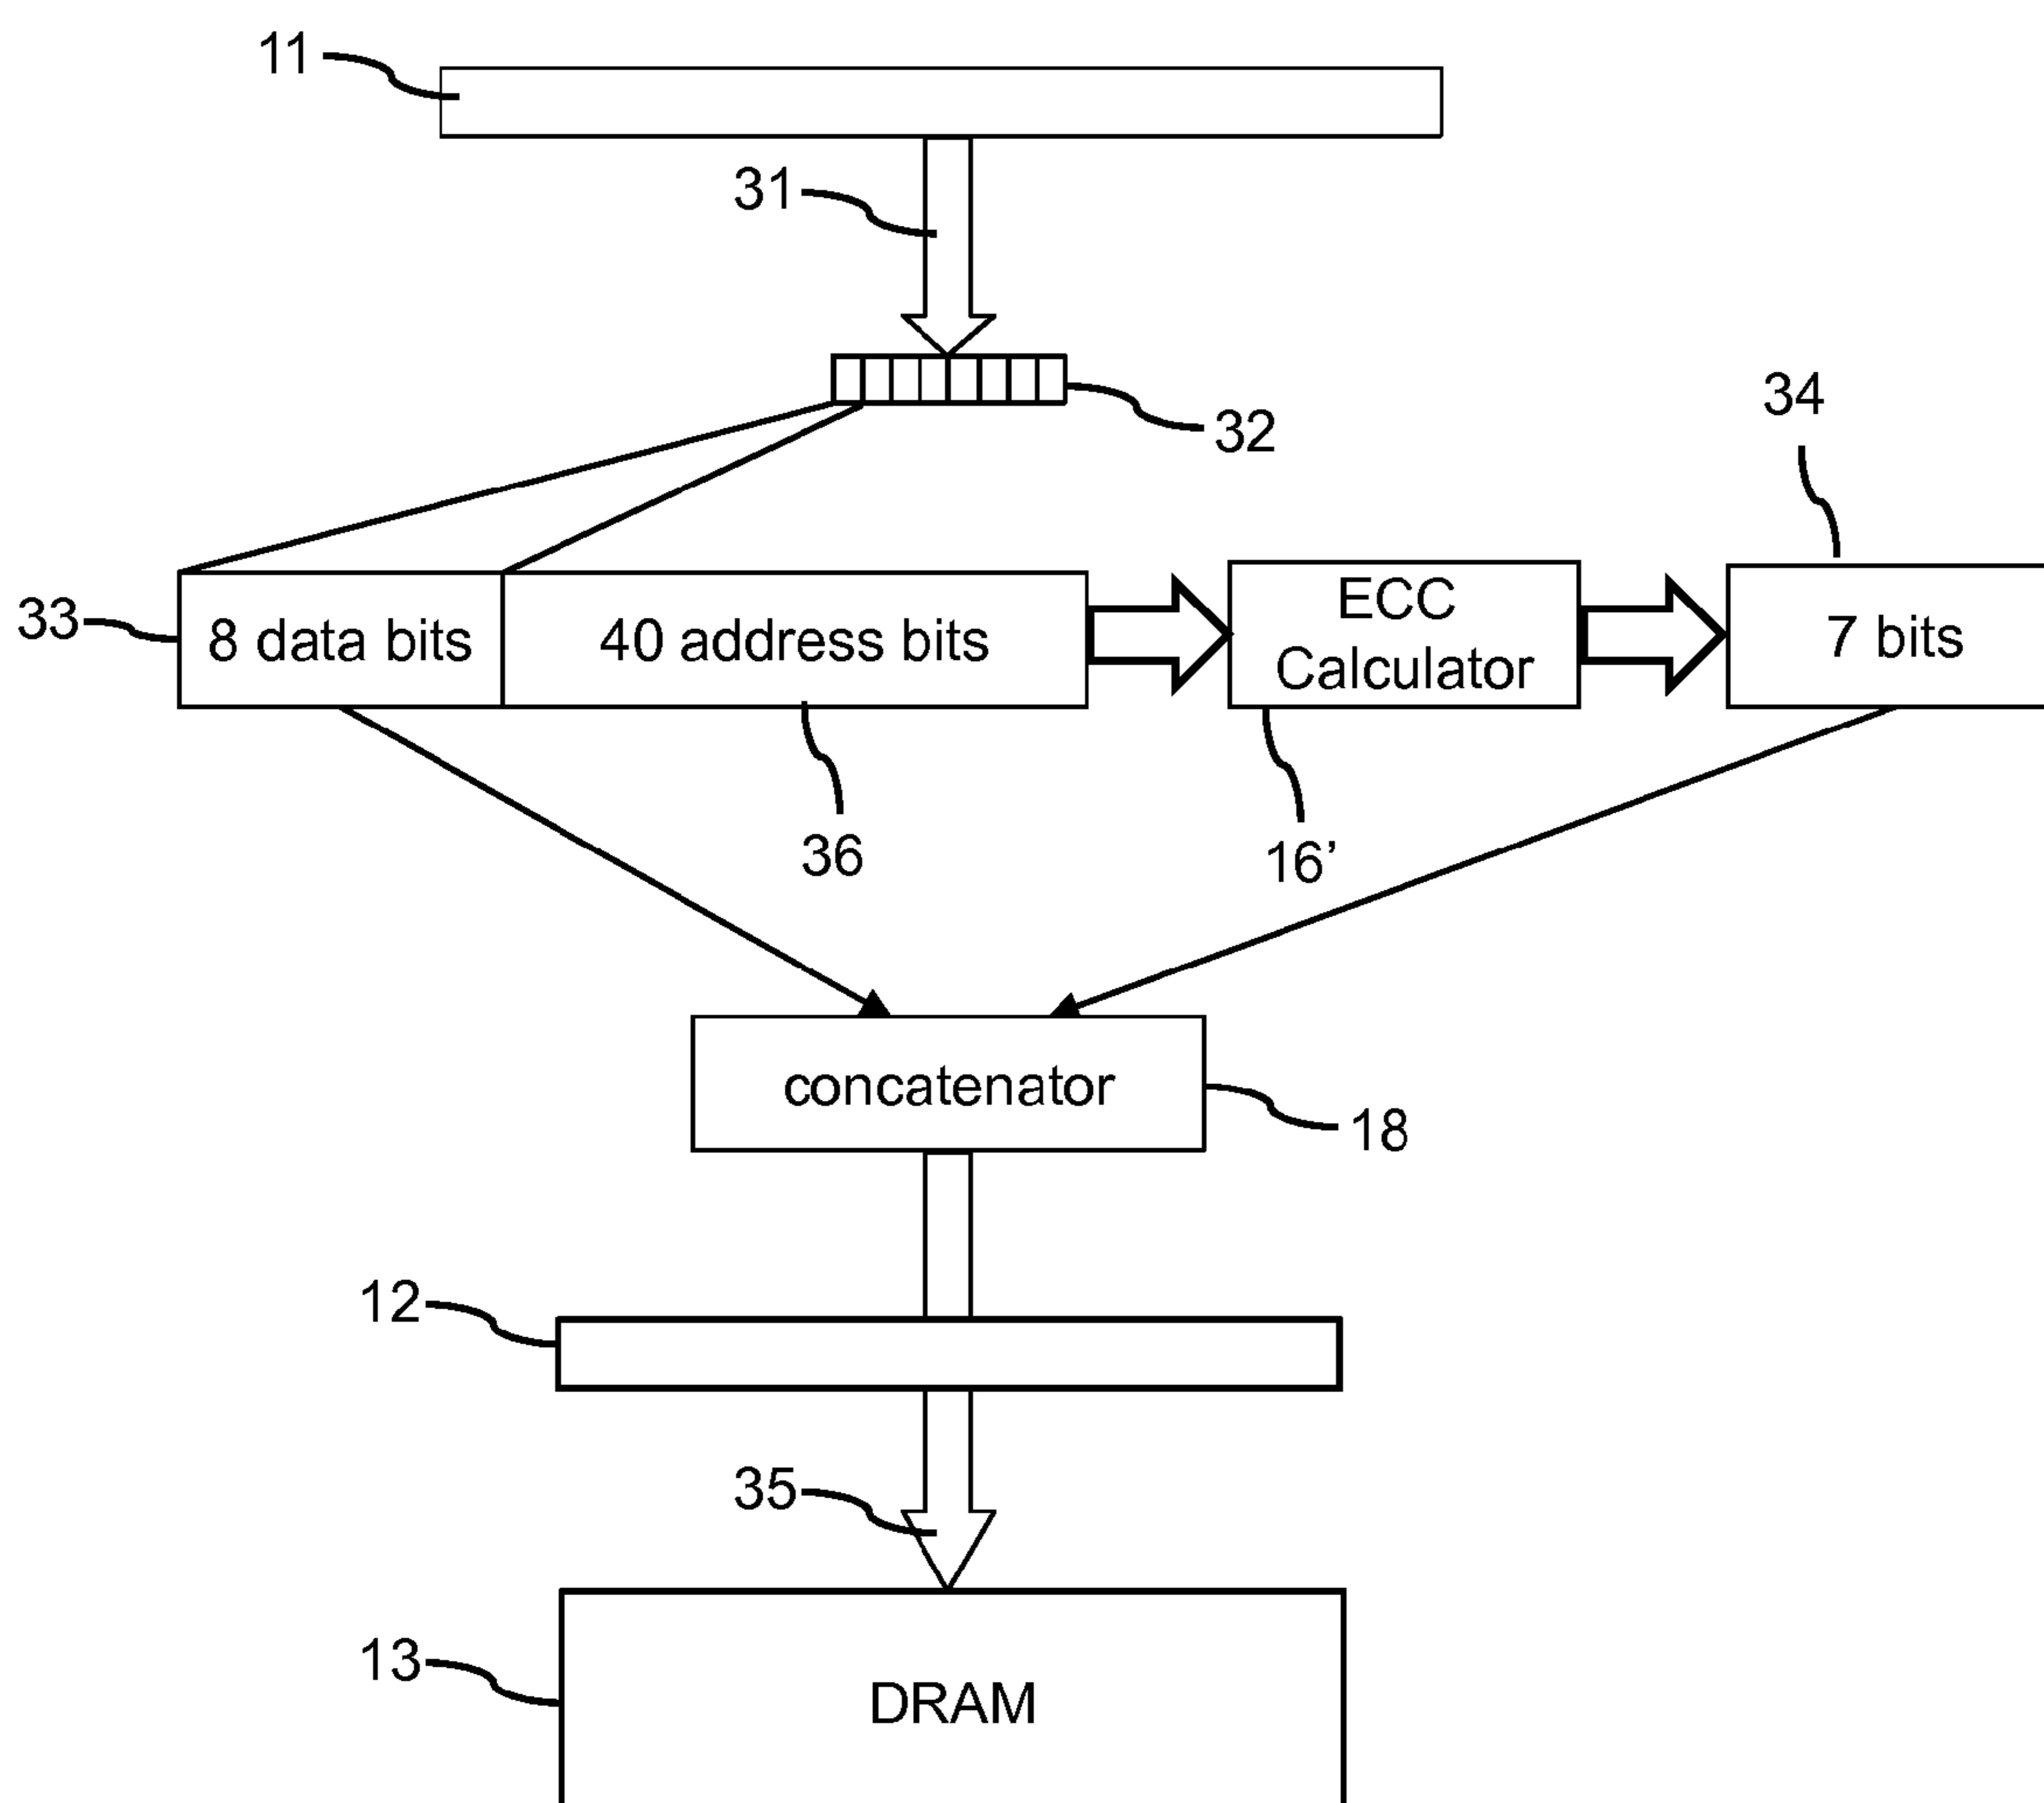 11
31
32
34
33
8 data bits
40 address bits
ECC
Calculator
7 bits
36
16’
concatenator
18
12
35
13
DRAM